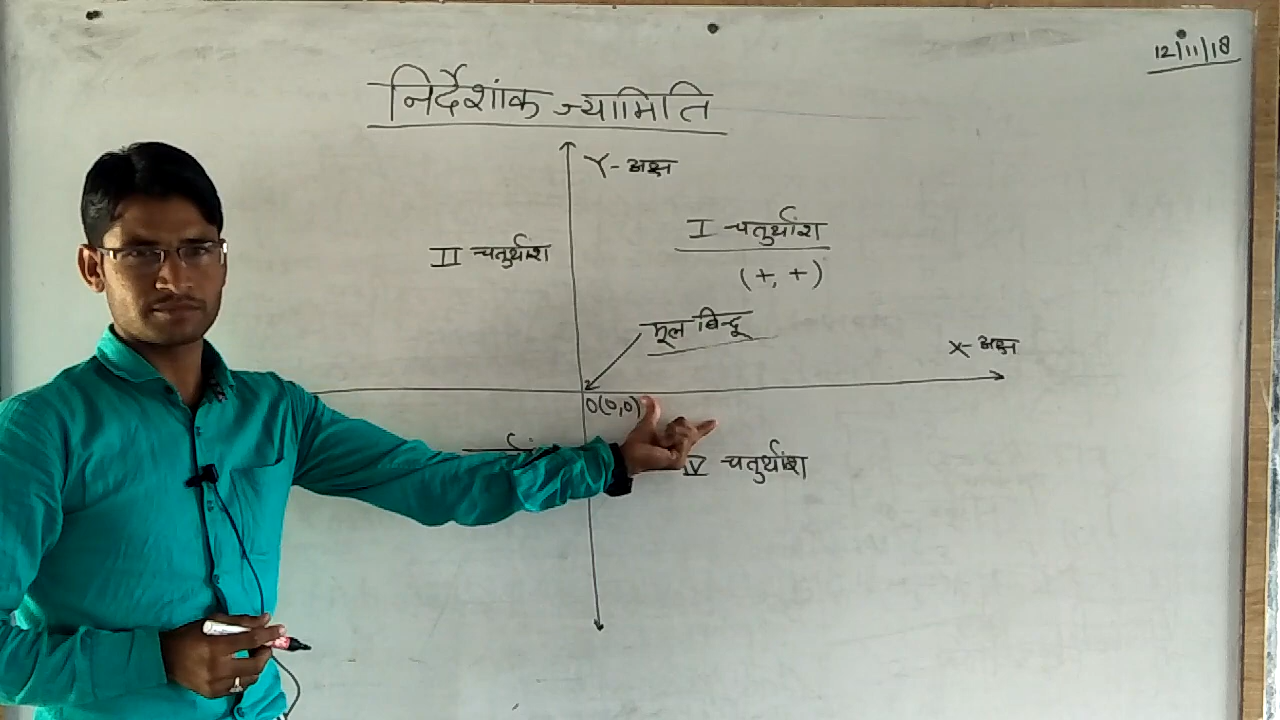 12/11/18
निर्देशांक ज्यामिति
Y-अक्ष
I चतुर्थांश
II चतुर्थांश
(+, +)
मूल बिन्दू
X-अक्ष
O(0,0)
IV चतुर्थांश